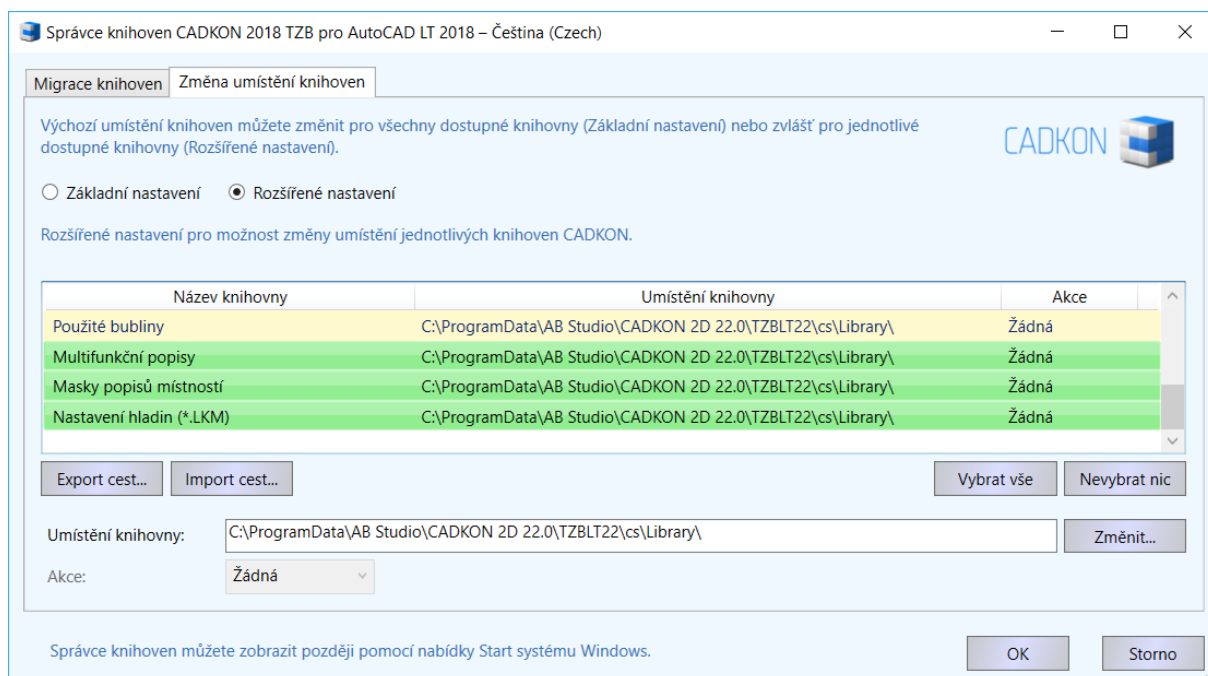 Správce knihoven CADKON 2018 TZB pro AutoCAD LT 2018 – Čeština (Czech)
Migrace knihoven Změna umístění knihoven
Výchozí umístění knihoven můžete změnit pro všechny dostupné knihovny (Základní nastavení) nebo zvlášť pro jednotlivé
dostupné knihovny (Rozšířené nastavení).
CADKON
Základní nastavení Rozšířené nastavení
Rozšířené nastavení pro možnost změny umístění jednotlivých knihoven CADKON.
Název knihovny Umístění knihovny Akce
Použité bubliny C:\ProgramData\AB Studio\CADKON 2D 22.0\TZBLT22\cs\Library\ Žádná
Multifunkční popisy C:\ProgramData\AB Studio\CADKON 2D 22.0\TZBLT22\cs\Library\ Žádná
Masky popisů místností C:\ProgramData\AB Studio\CADKON 2D 22.0\TZBLT22\cs\Library\ Žádná
Nastavení hladin (*.LKM) C:\ProgramData\AB Studio\CADKON 2D 22.0\TZBLT22\cs\Library\ Žádná
Export cest... Import cest... Vybrat vše Nevybrat nic
Umístění knihovny: C:\ProgramData\AB Studio\CADKON 2D 22.0\TZBLT22\cs\Library\ Změnit...
Akce: Žádná
Správce knihoven můžete zobrazit později pomocí nabídky Start systému Windows.
OK Storno